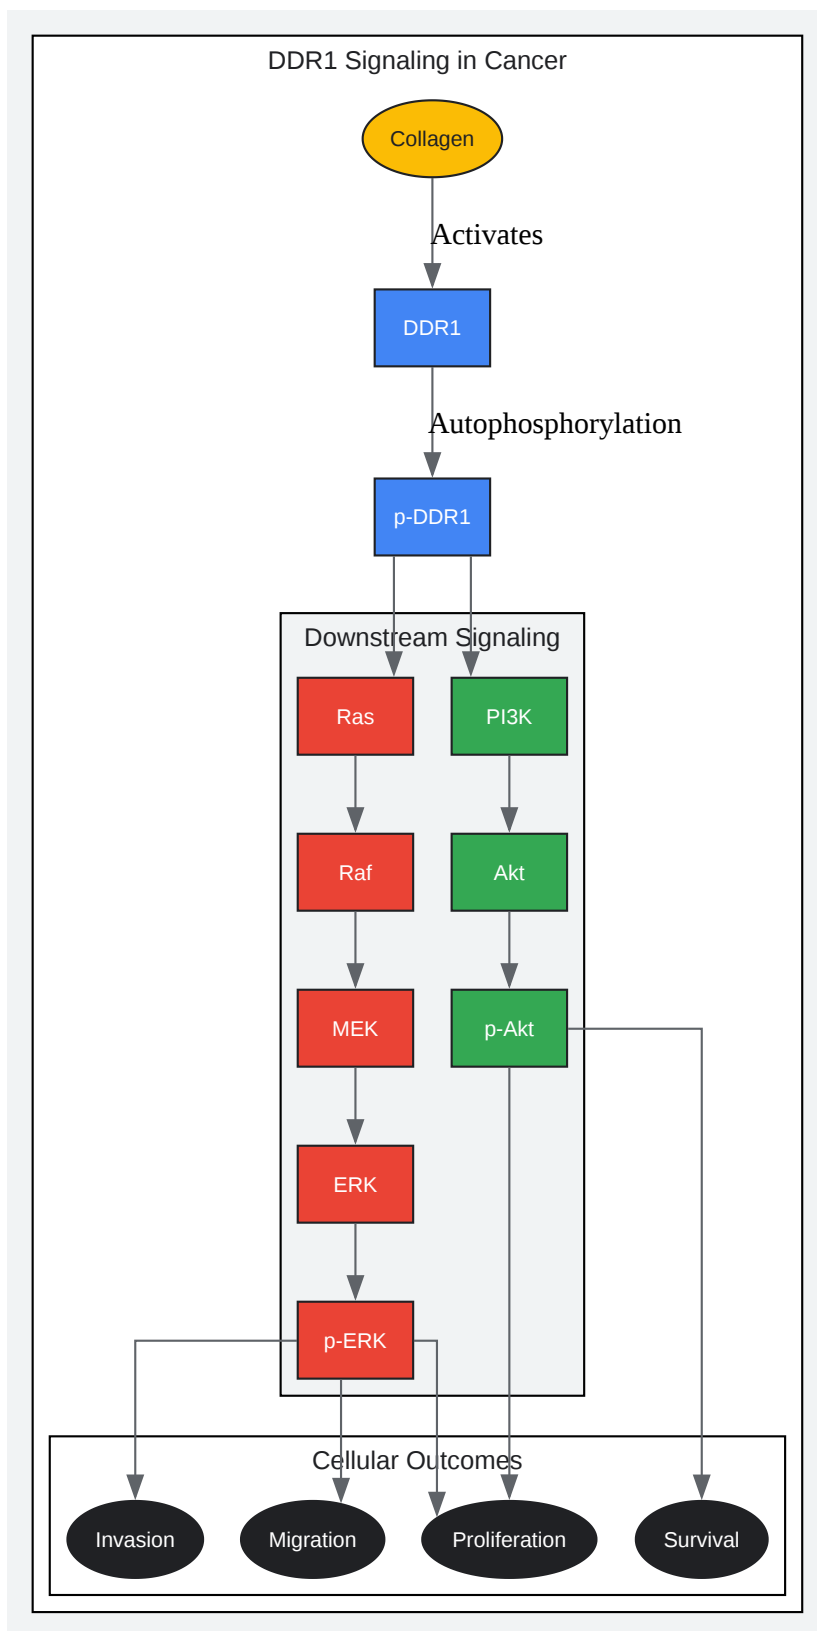 DDR1 Signaling in Cancer
Collagen
Activates
DDR1
Autophosphorylation
p-DDR1
Downstream Signaling
Ras
PI3K
Raf
Akt
MEK
p-Akt
ERK
p-ERK
Cellular Outcomes
Invasion
Migration
Proliferation
Survival